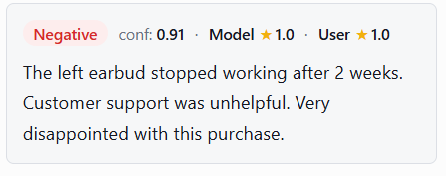 Negative conf: 0.91 · Model ★ 1.0 · User ★ 1.0
The left earbud stopped working after 2 weeks.
Customer support was unhelpful. Very
disappointed with this purchase.